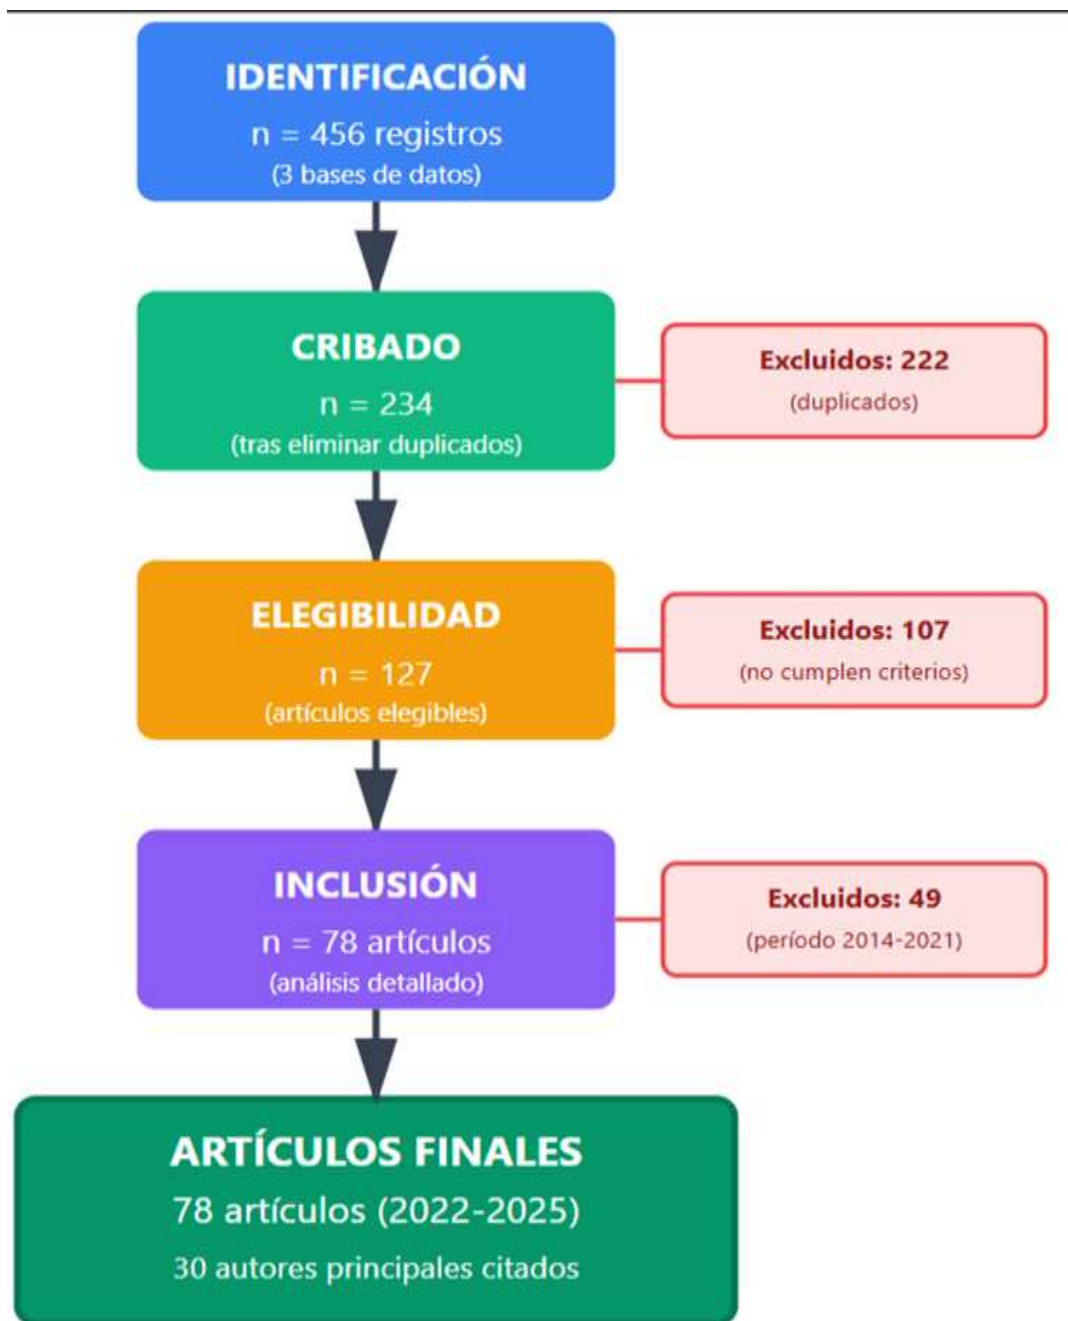 IDENTIFICACIÓN
n = 456 registros
(3 bases de datos)
CRIBADO
n = 234
(tras eliminar duplicados)
Excluidos: 222
(duplicados)
ELEGIBILIDAD
n = 127
(artículos elegibles)
Excluidos: 107
(no cumplen criterios)
INCLUSIÓN
n = 78 artículos
(análisis detallado)
Excluidos: 49
(período 2014-2021)
ARTÍCULOS FINALES
78 artículos (2022-2025)
30 autores principales citados